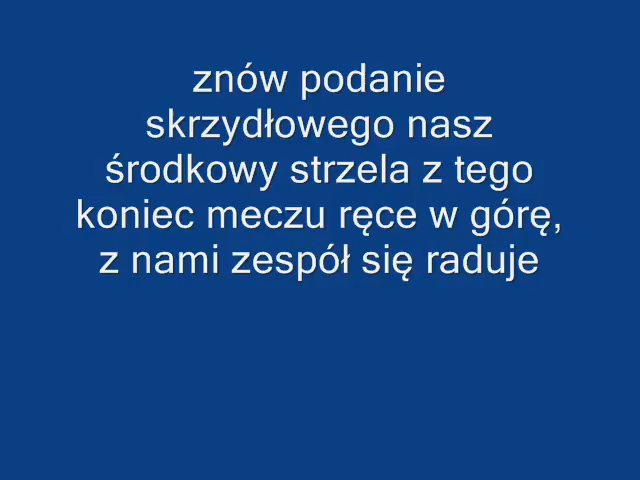 znów podanie
skrzydłowego nasz
środkowy strzela z tego
koniec meczu ręce w górę,
z nami zespół się raduje